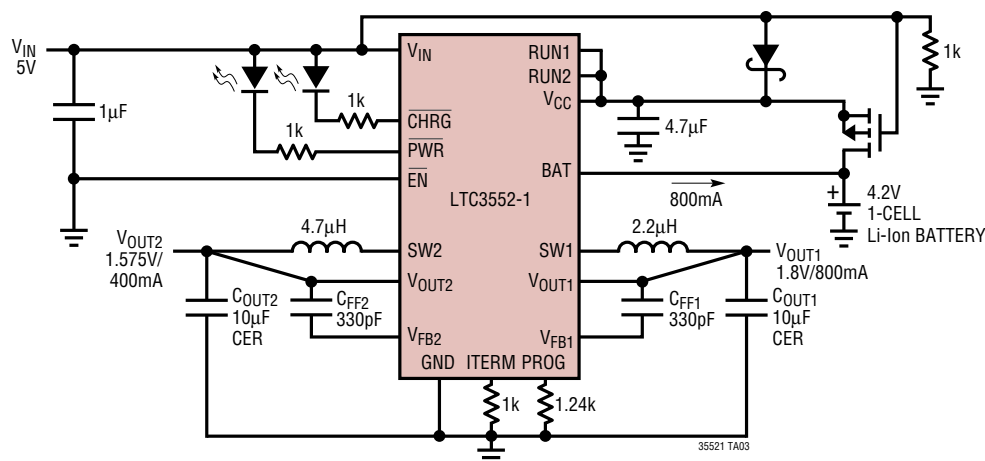 VIN
5V
1µF
1k
1k
VIN
CHRG
PWR
EN
LTC3552-1
RUN1
RUN2
VCC
BAT
4.7µF
800mA
1k
+
4.2V
1-CELL
Li-Ion BATTERY
VOUT2
1.575V/
400mA
4.7µH
SW2
VOUT2
VFB2
COUT2
10µF
CER
CFF2
330pF
SW1
VOUT1
VFB1
2.2µH
VOUT1
1.8V/800mA
CFF1
330pF
COUT1
10µF
CER
GND ITERM PROG
1k
1.24k
35521 TA03